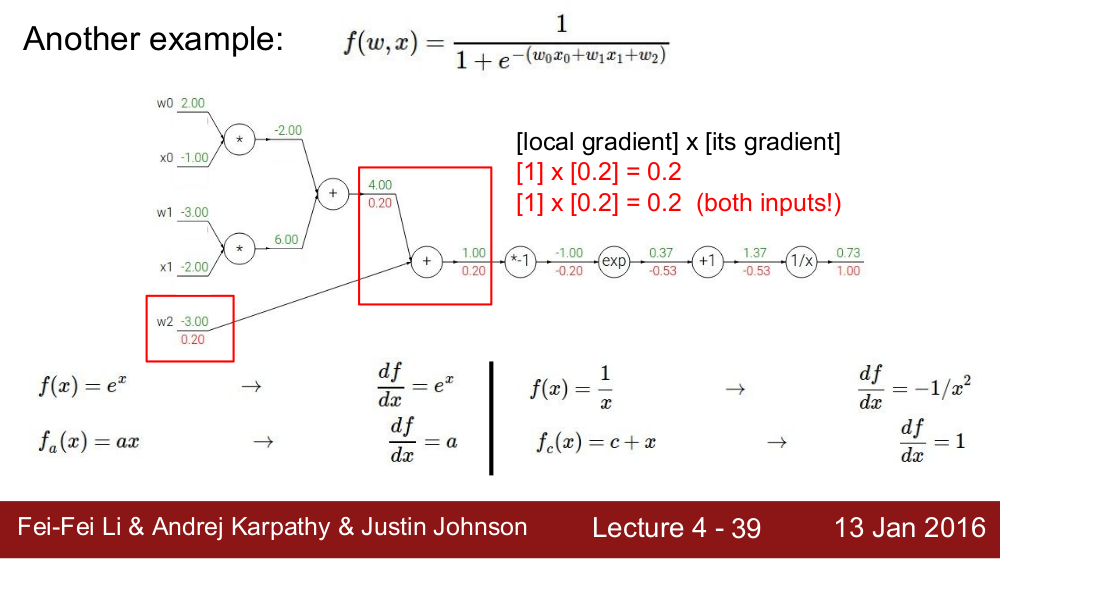 Another example: f(w,x) = 1 / (1 + e^−(w₀x₀+w₁x₁+w₂))
w0 2.00
x0 -1.00
*
-2.00
w1 -3.00
x1 -2.00
*
6.00
+
4.00
0.20
w2 -3.00
0.20
+
1.00
0.20
*-1
-1.00
-0.20
exp
0.37
-0.53
+1
1.37
-0.53
1/x
0.73
1.00
[local gradient] x [its gradient]
[1] x [0.2] = 0.2
[1] x [0.2] = 0.2 (both inputs!)
f(x) = eˣ → df/dx = eˣ
f(x) = 1/x → df/dx = −1/x²
fₐ(x) = ax → df/dx = a
f_c(x) = c + x → df/dx = 1
Fei-Fei Li & Andrej Karpathy & Justin Johnson Lecture 4 - 39 13 Jan 2016